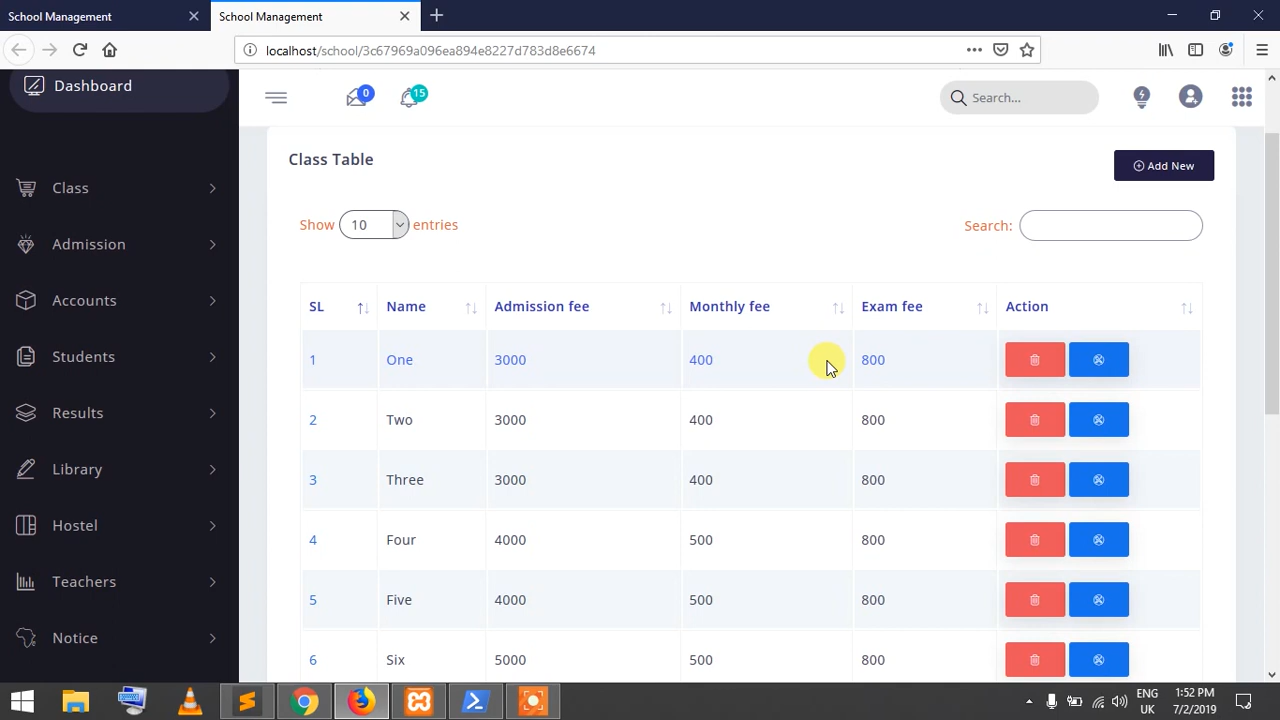 School Management
School Management
localhost/school/3c67969a096ea894e8227d783d8e6674
Dashboard
0
15
Search...
Class
Admission
Accounts
Students
Results
Library
Hostel
Teachers
Notice
Class Table
Add New
Show 10 entries
Search:
SL Name Admission fee Monthly fee Exam fee Action
1 One 3000 400 800
2 Two 3000 400 800
3 Three 3000 400 800
4 Four 4000 500 800
5 Five 4000 500 800
6 Six 5000 500 800
ENG
UK
1:52 PM
7/2/2019